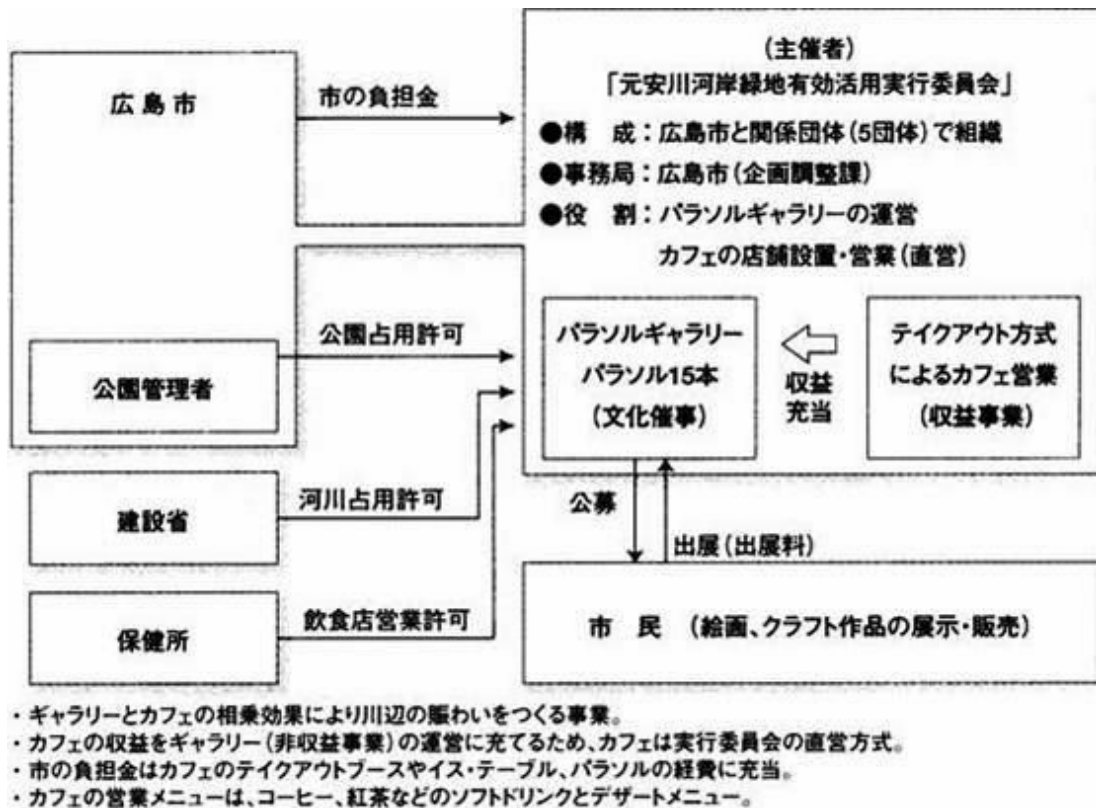 広島市
市の負担金
(主催者)
「元安川河岸緑地有効活用実行委員会」
●構 成:広島市と関係団体(5団体)で組織
●事務局:広島市(企画調整課)
●役 割:パラソルギャラリーの運営
カフェの店舗設置・営業(直営)
公園管理者
公園占用許可
建設省
河川占用許可
保健所
飲食店営業許可
パラソルギャラリー
パラソル15本
(文化催事)
収益
充当
テイクアウト方式
によるカフェ営業
(収益事業)
公募
出展(出展料)
市 民 (絵画、クラフト作品の展示・販売)
・ギャラリーとカフェの相乗効果により川辺の賑わいをつくる事業。
・カフェの収益をギャラリー(非収益事業)の運営に充てるため、カフェは実行委員会の直営方式。
・市の負担金はカフェのテイクアウトブースやイス・テーブル、パラソルの経費に充当。
・カフェの営業メニューは、コーヒー、紅茶などのソフトドリンクとデザートメニュー。